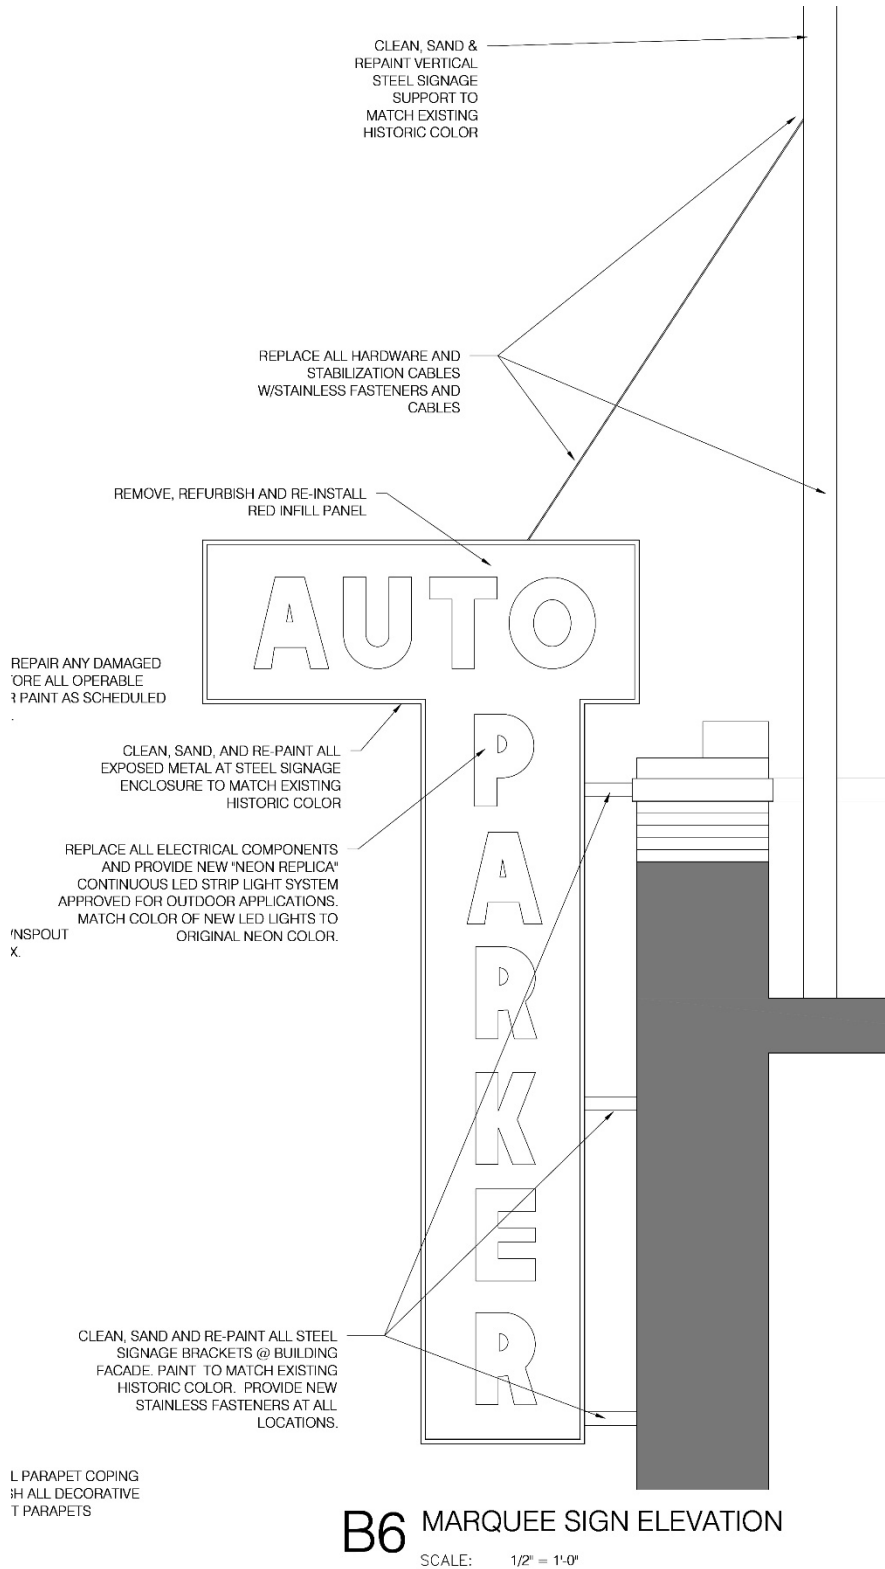 CLEAN, SAND &
REPAINT VERTICAL
STEEL SIGNAGE
SUPPORT TO
MATCH EXISTING
HISTORIC COLOR
REPLACE ALL HARDWARE AND
STABILIZATION CABLES
W/STAINLESS FASTENERS AND
CABLES
REMOVE, REFURBISH AND RE-INSTALL
RED INFILL PANEL
AUTO
PARKER
REPAIR ANY DAMAGED
ALL OPERABLE
PAINT AS SCHEDULED
CLEAN, SAND, AND RE-PAINT ALL
EXPOSED METAL AT STEEL SIGNAGE
ENCLOSURE TO MATCH EXISTING
HISTORIC COLOR
REPLACE ALL ELECTRICAL COMPONENTS
AND PROVIDE NEW "NEON REPLICA"
CONTINUOUS LED STRIP LIGHT SYSTEM
APPROVED FOR OUTDOOR APPLICATIONS.
MATCH COLOR OF NEW LED LIGHTS TO
ORIGINAL NEON COLOR.
NSPOUT
X.
CLEAN, SAND AND RE-PAINT ALL STEEL
SIGNAGE BRACKETS @ BUILDING
FACADE. PAINT TO MATCH EXISTING
HISTORIC COLOR. PROVIDE NEW
STAINLESS FASTENERS AT ALL
LOCATIONS.
L PARAPET COPING
ALL DECORATIVE
T PARAPETS
B6 MARQUEE SIGN ELEVATION
SCALE: 1/2" = 1'-0"